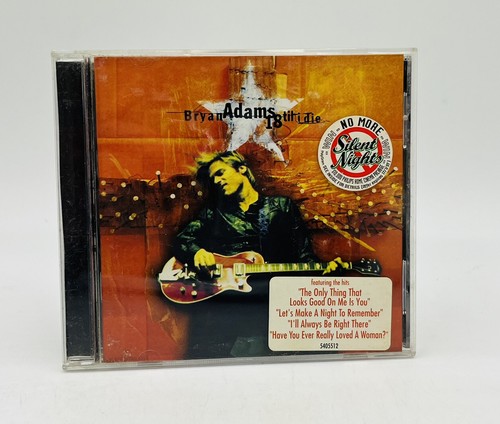 Bryan Adams 18 til i die
NO MORE
Silent
Nights
featuring the hits
"The Only Thing That
Looks Good On Me Is You"
"Let's Make A Night To Remember"
"I'll Always Be Right There"
"Have You Ever Really Loved A Woman?"
5405512